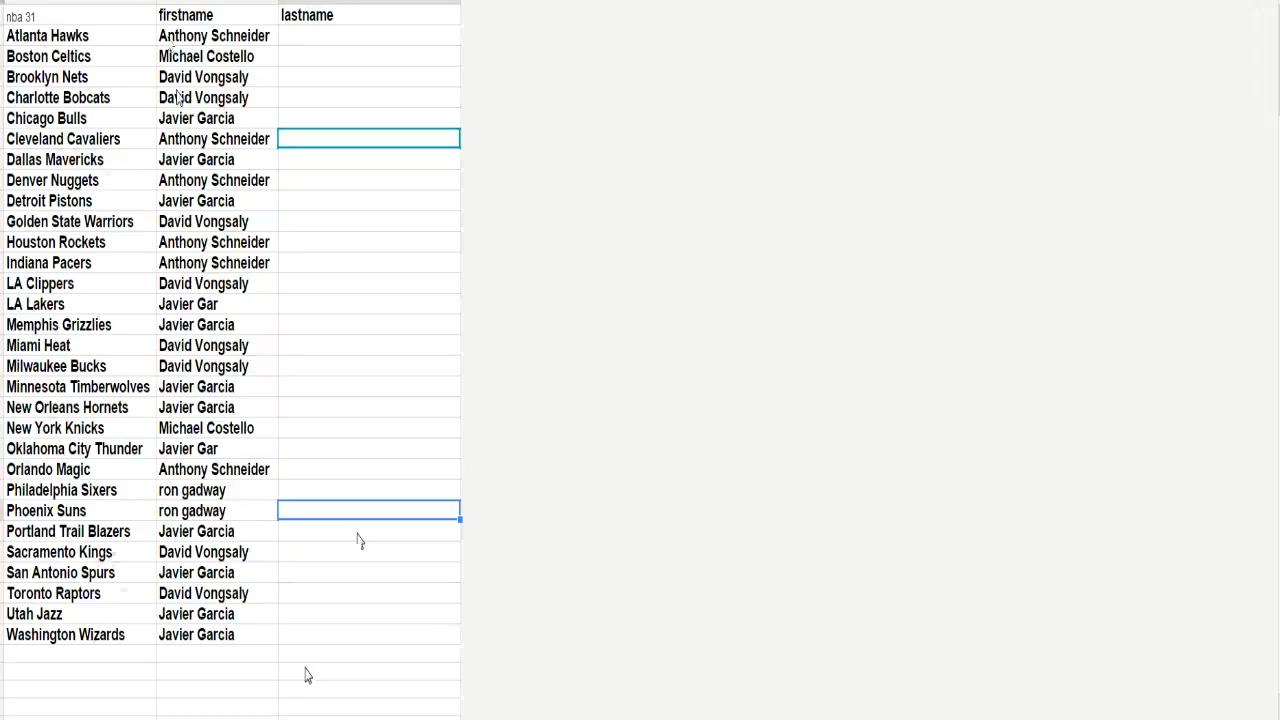 nba 31 firstname lastname
Atlanta Hawks Anthony Schneider
Boston Celtics Michael Costello
Brooklyn Nets David Vongsaly
Charlotte Bobcats David Vongsaly
Chicago Bulls Javier Garcia
Cleveland Cavaliers Anthony Schneider
Dallas Mavericks Javier Garcia
Denver Nuggets Anthony Schneider
Detroit Pistons Javier Garcia
Golden State Warriors David Vongsaly
Houston Rockets Anthony Schneider
Indiana Pacers Anthony Schneider
LA Clippers David Vongsaly
LA Lakers Javier Gar
Memphis Grizzlies Javier Garcia
Miami Heat David Vongsaly
Milwaukee Bucks David Vongsaly
Minnesota Timberwolves Javier Garcia
New Orleans Hornets Javier Garcia
New York Knicks Michael Costello
Oklahoma City Thunder Javier Gar
Orlando Magic Anthony Schneider
Philadelphia Sixers ron gadway
Phoenix Suns ron gadway
Portland Trail Blazers Javier Garcia
Sacramento Kings David Vongsaly
San Antonio Spurs Javier Garcia
Toronto Raptors David Vongsaly
Utah Jazz Javier Garcia
Washington Wizards Javier Garcia